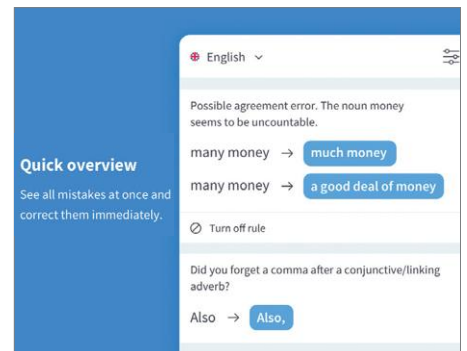 English
Possible agreement error. The noun money
seems to be uncountable.
many money → much money
many money → a good deal of money
Turn off rule
Quick overview
See all mistakes at once and
correct them immediately.
Did you forget a comma after a conjunctive/linking
adverb?
Also → Also,